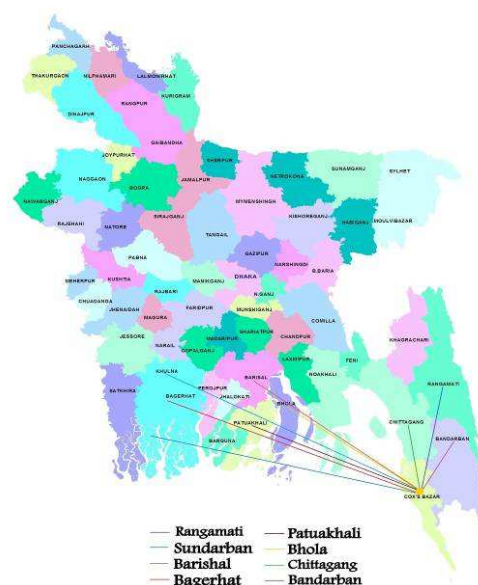 PANCHAGARH
THAKURGAON
NILPHAMARI
LALMONIRHAT
DINAJPUR
RANGPUR
KURIGRAM
GAIBANDHA
JOYPURHAT
NAOGAON
BOGRA
JAMALPUR
SHERPUR
NETROKONA
SUNAMGANJ
SYLHET
NAWABGANJ
RAJSHAHI
NATORE
SIRAJGANJ
TANGAIL
MYMENSHINGH
KISHOREGANJ
HABIGANJ
MOULVIBAZAR
PABNA
GAZIPUR
NARSHINGDI
B.BARIA
MEHERPUR
KUSHTIA
RAJBARI
MANIKGANJ
DHAKA
N.GANJ
CHUADANGA
JHENAIDAH
MAGURA
FARIDPUR
MUNSHIGANJ
COMILLA
JESSORE
NARAIL
GOPALGANJ
MADARIPUR
SHARIATPUR
CHANDPUR
LAXMIPUR
NOAKHALI
FENI
KHAGRACHARI
SATKHIRA
KHULNA
BAGERHAT
PEROJPUR
JHALOKATI
BARISAL
BHOLA
PATUAKHALI
BARGUNA
RANGAMATI
CHITTAGANG
BANDARBAN
COX'S BAZAR
Rangamati
Patuakhali
Sundarban
Bhola
Barishal
Chittagang
Bagerhat
Bandarban